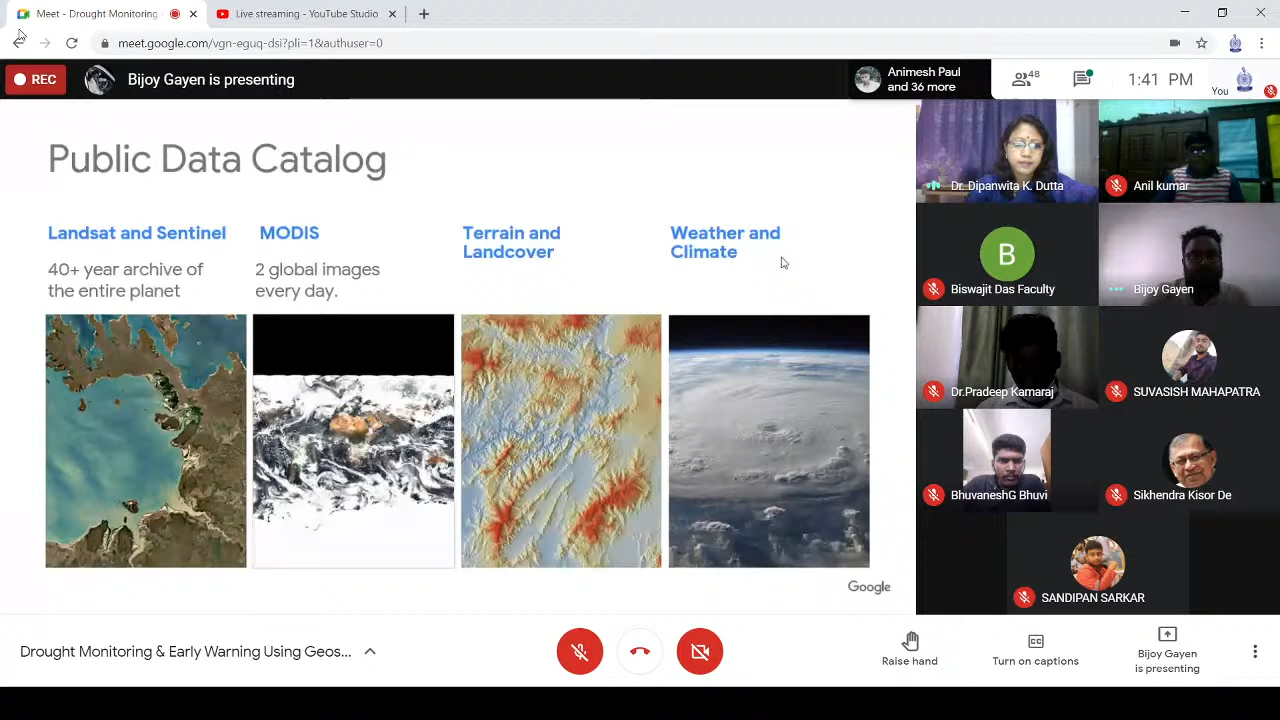 Meet - Drought Monitoring
Live streaming - YouTube Studio
meet.google.com/vgn-eguq-dsi?pli=1&authuser=0
REC
Bijoy Gayen is presenting
Animesh Paul
and 36 more
48
1:41 PM
You
Public Data Catalog
Landsat and Sentinel
40+ year archive of
the entire planet
MODIS
2 global images
every day.
Terrain and
Landcover
Weather and
Climate
Google
Dr. Dipanwita K. Dutta
Anil kumar
B
Biswajit Das Faculty
Bijoy Gayen
Dr.Pradeep Kamaraj
SUVASISH MAHAPATRA
BhuvaneshG Bhuvi
Sikhendra Kisor De
SANDIPAN SARKAR
Drought Monitoring & Early Warning Using Geos...
Raise hand
CC
Turn on captions
Bijoy Gayen
is presenting